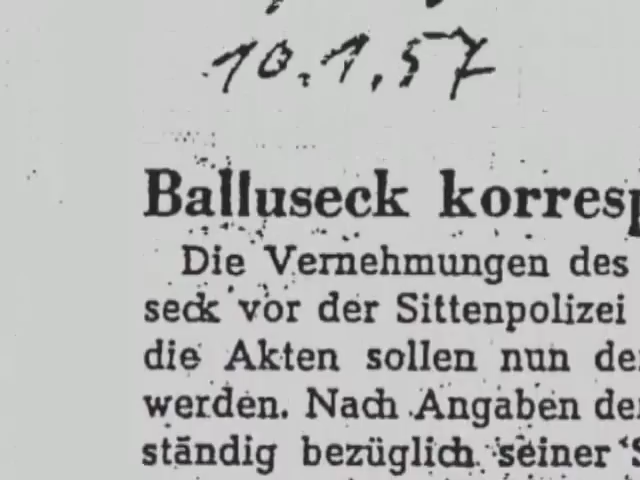 10.1.57
Balluseck korresp
Die Vernehmungen des
seck vor der Sittenpolizei
die Akten sollen nun de
werden. Nach Angaben de
ständig bezüglich seiner